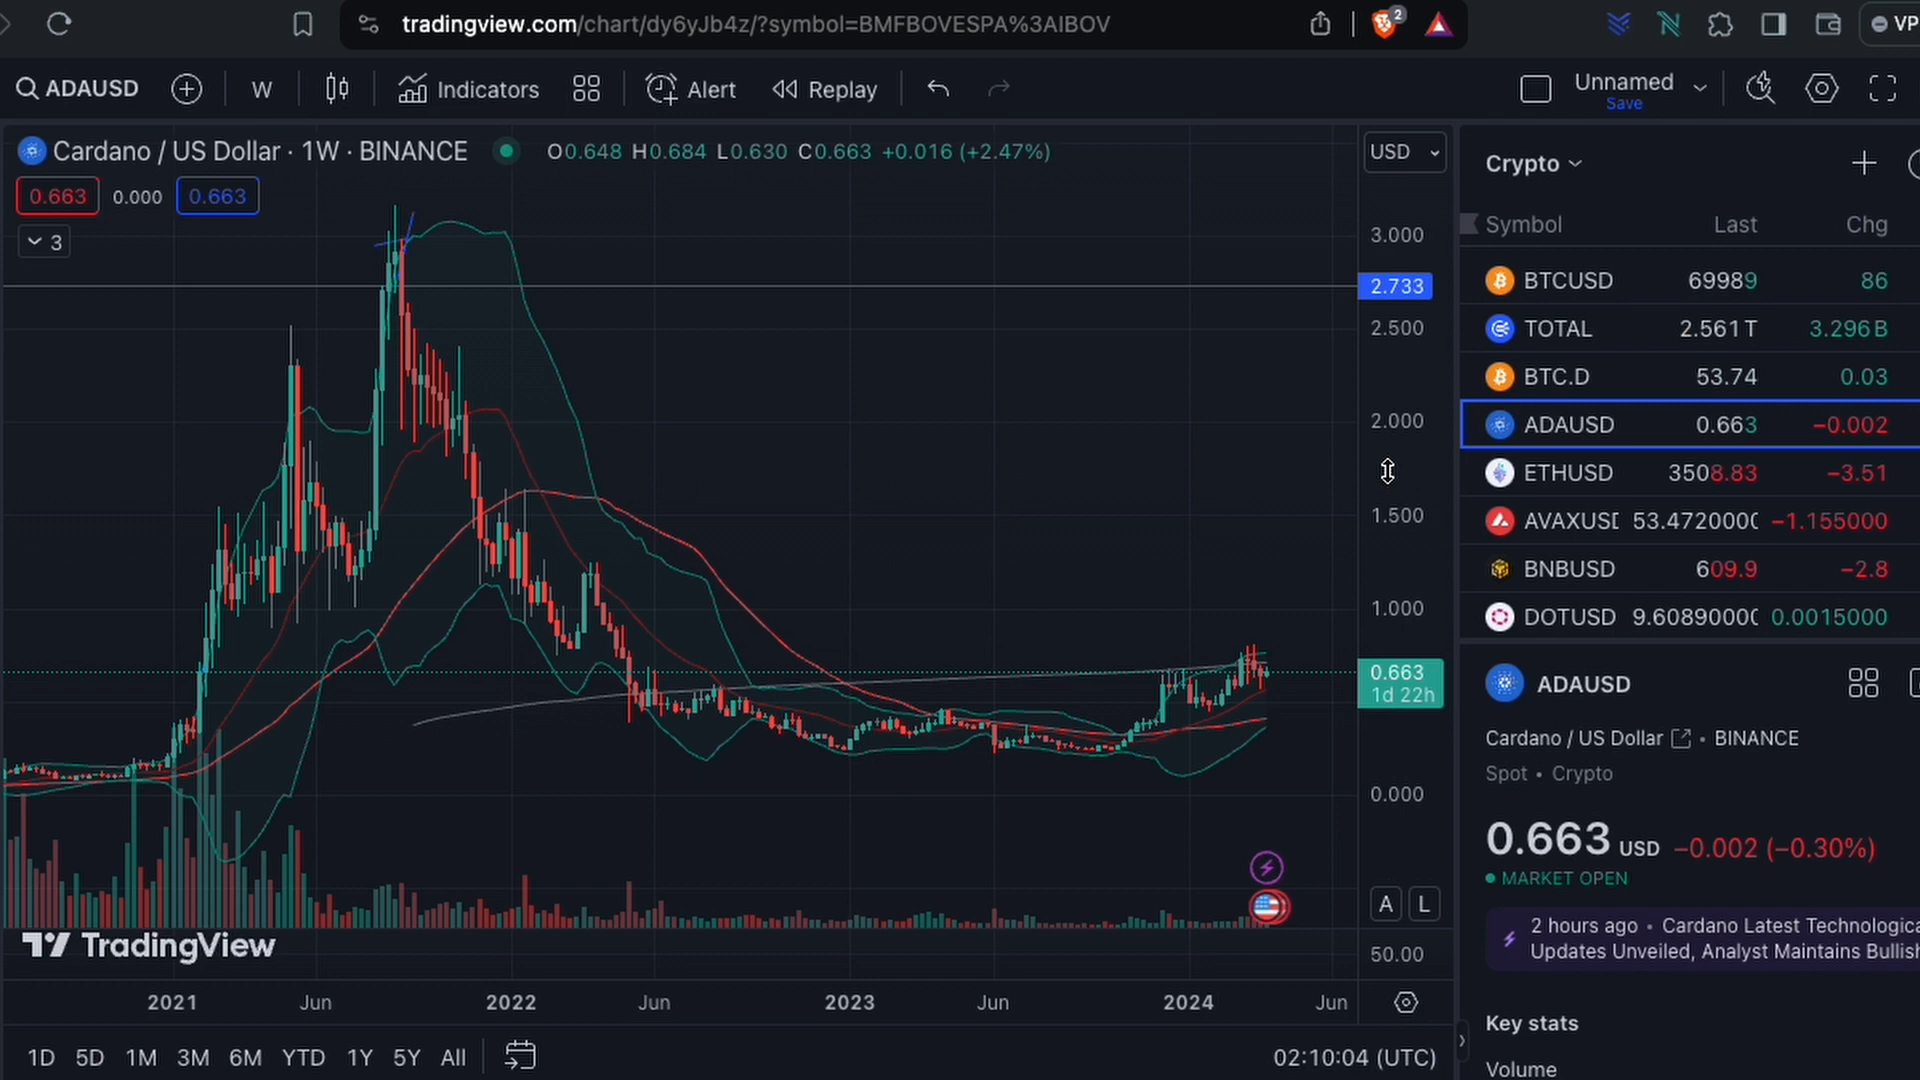 tradingview.com/chart/dy6yJb4z/?symbol=BMFBOVESPA%3AIBOV
2
VP
ADAUSD
W
Indicators
Alert
Replay
Unnamed
Save
Cardano / US Dollar · 1W · BINANCE
O0.648 H0.684 L0.630 C0.663 +0.016 (+2.47%)
0.663 0.000 0.663
3
USD
3.000
2.733
2.500
2.000
1.500
1.000
0.663
1d 22h
0.000
A L
50.00
TradingView
2021 Jun 2022 Jun 2023 Jun 2024 Jun
1D 5D 1M 3M 6M YTD 1Y 5Y All
02:10:04 (UTC)
Crypto
Symbol Last Chg
BTCUSD 69989 86
TOTAL 2.561T 3.296B
BTC.D 53.74 0.03
ADAUSD 0.663 −0.002
ETHUSD 3508.83 −3.51
AVAXUSD 53.4720000 −1.155000
BNBUSD 609.9 −2.8
DOTUSD 9.60890000 0.0015000
ADAUSD
Cardano / US Dollar • BINANCE
Spot • Crypto
0.663 USD −0.002 (−0.30%)
MARKET OPEN
2 hours ago • Cardano Latest Technologica
Updates Unveiled, Analyst Maintains Bullish
Key stats
Volume